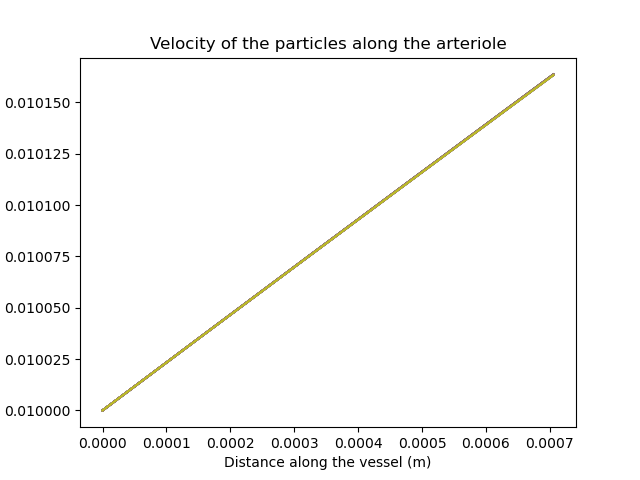 Velocity of the particles along the arteriole
0.010150
0.010125
0.010100
0.010075
0.010050
0.010025
0.010000
0.0000 0.0001 0.0002 0.0003 0.0004 0.0005 0.0006 0.0007
Distance along the vessel (m)